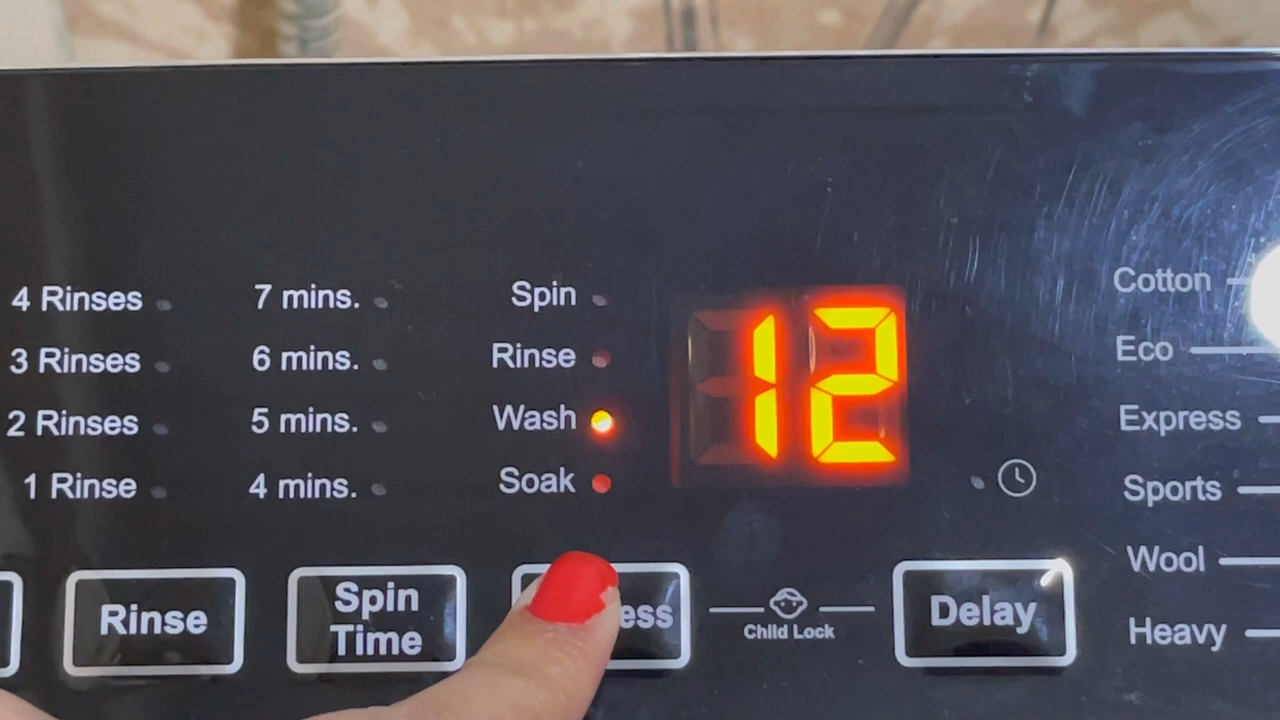 4 Rinses
3 Rinses
2 Rinses
1 Rinse
7 mins.
6 mins.
5 mins.
4 mins.
Spin
Rinse
Wash
Soak
12
Cotton
Eco
Express
Sports
Wool
Heavy
Rinse
Spin
Time
Child Lock
Delay